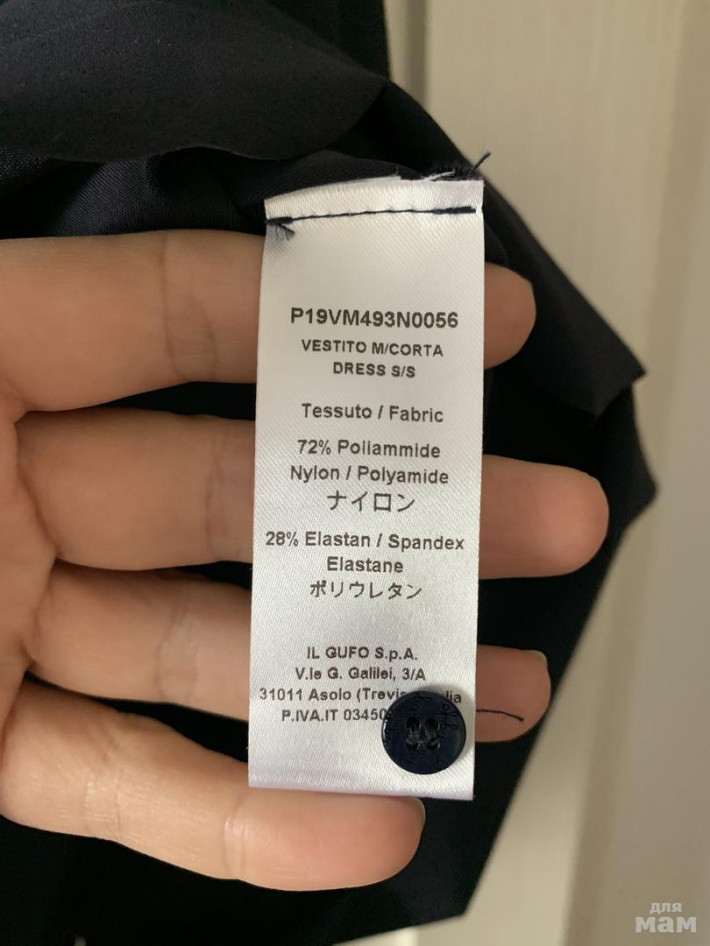 P19VM493N0056
VESTITO M/CORTA
DRESS S/S
Tessuto / Fabric
72% Poliammide
Nylon / Polyamide
ナイロン
28% Elastan / Spandex
Elastane
ポリウレタン
IL GUFO S.p.A.
V.le G. Galilei, 3/A
31011 Asolo
P.IVA.IT
для
мам